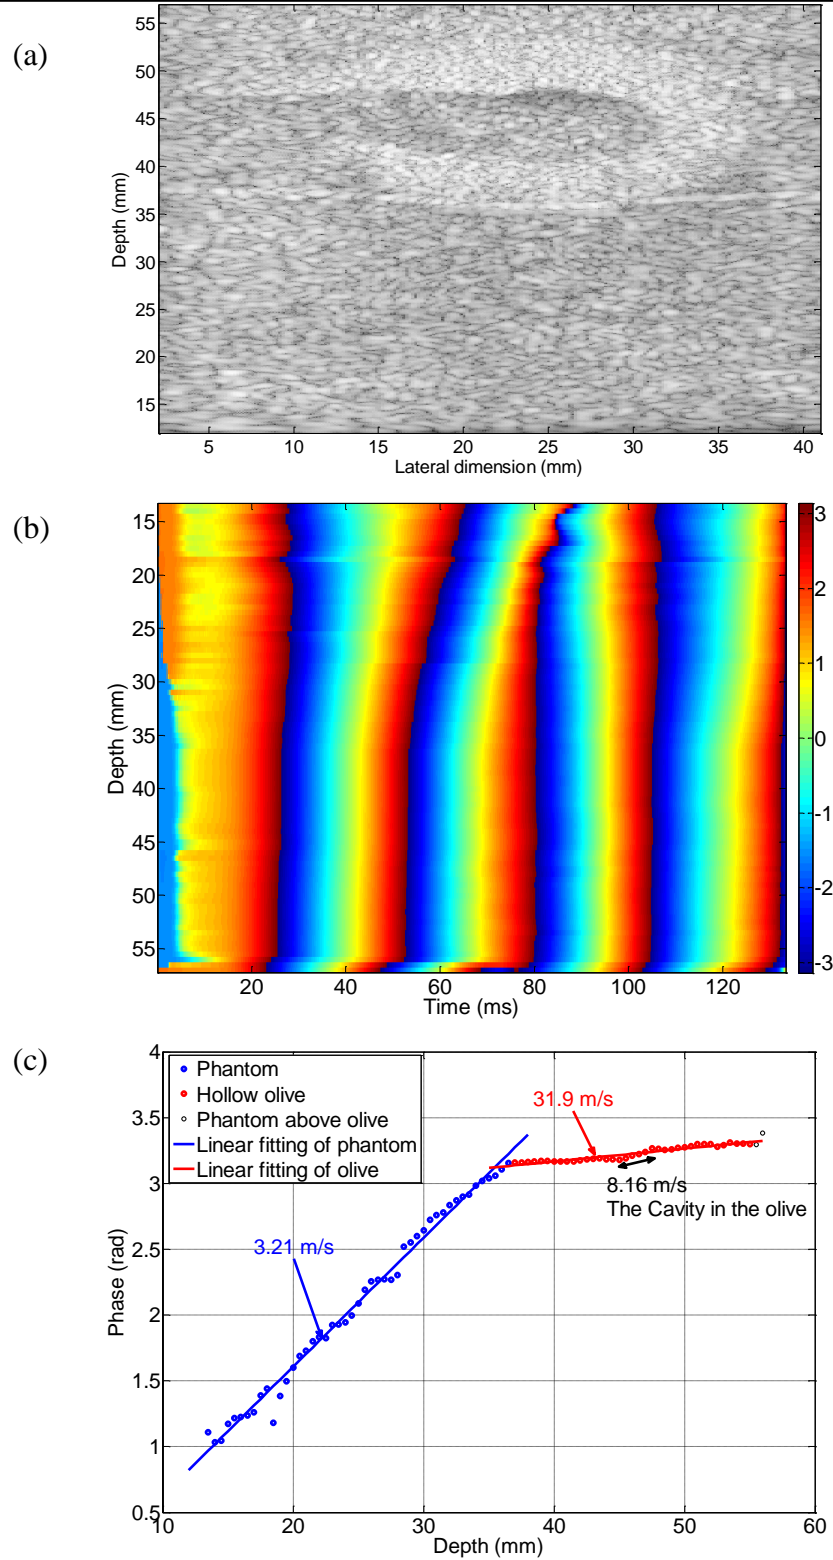 (a)
55
50
45
40
35
30
25
20
15
Depth (mm)
5 10 15 20 25 30 35 40
Lateral dimension (mm)
(b)
15
20
25
30
35
40
45
50
55
Depth (mm)
20 40 60 80 100 120
Time (ms)
3
2
1
0
-1
-2
-3
(c)
4
3.5
3
2.5
2
1.5
1
0.5
Phase (rad)
Phantom
Hollow olive
Phantom above olive
Linear fitting of phantom
Linear fitting of olive
31.9 m/s
8.16 m/s
The Cavity in the olive
3.21 m/s
10 20 30 40 50 60
Depth (mm)